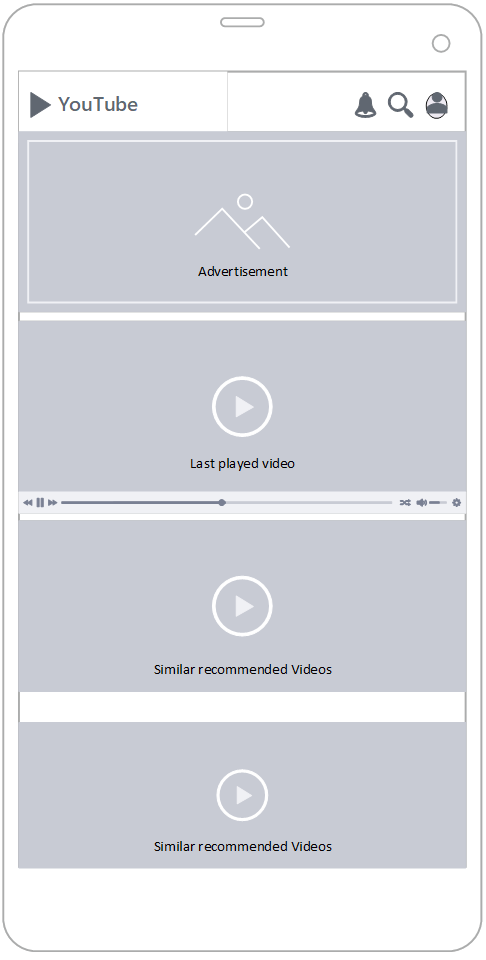 YouTube
Advertisement
Last played video
Similar recommended Videos
Similar recommended Videos